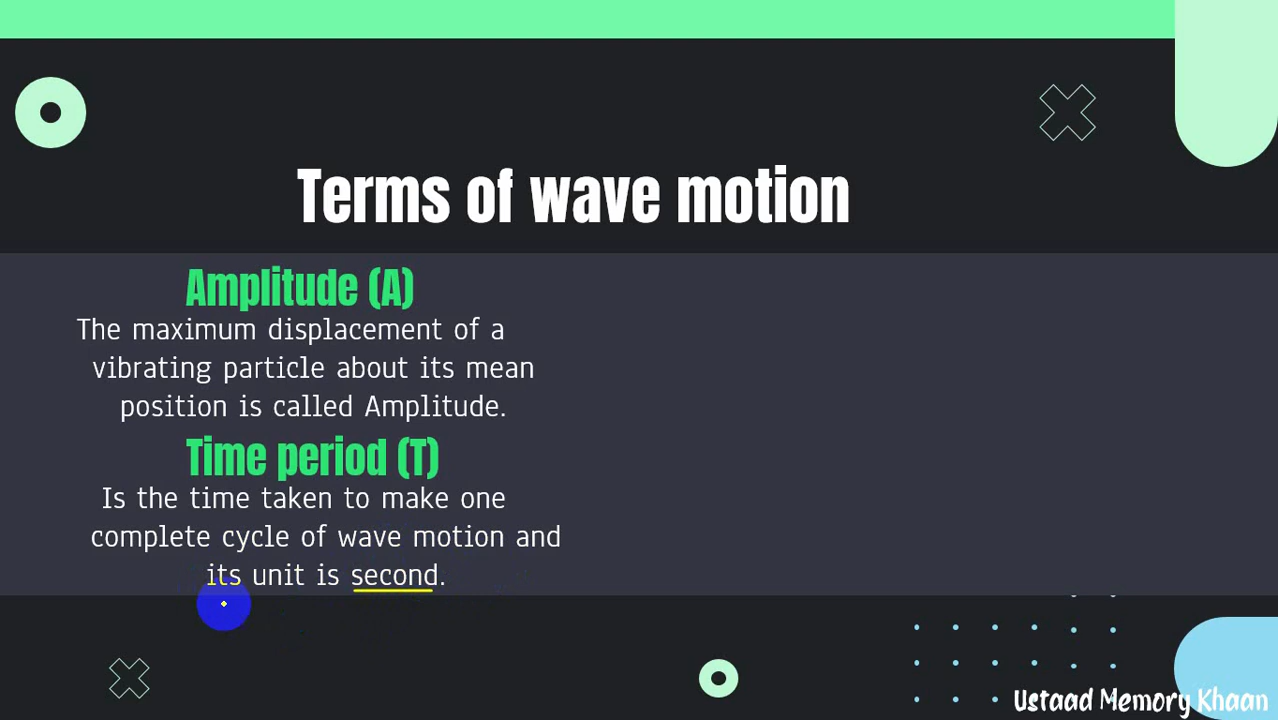 Terms of wave motion
Amplitude (A)
The maximum displacement of a
vibrating particle about its mean
position is called Amplitude.
Time period (T)
Is the time taken to make one
complete cycle of wave motion and
its unit is second.
Ustaad Memory Khaan